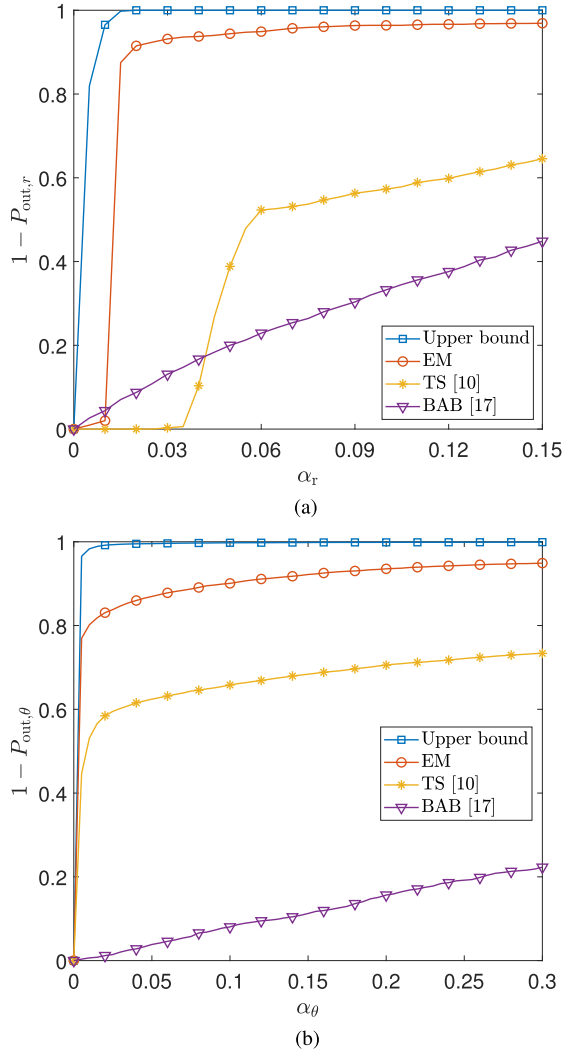 1
0.8
0.6
0.4
0.2
0
1 − P_out,r
Upper bound
EM
TS [10]
BAB [17]
0 0.03 0.06 0.09 0.12 0.15
α_r
(a)
1
0.8
0.6
0.4
0.2
0
1 − P_out,θ
Upper bound
EM
TS [10]
BAB [17]
0 0.05 0.1 0.15 0.2 0.25 0.3
α_θ
(b)